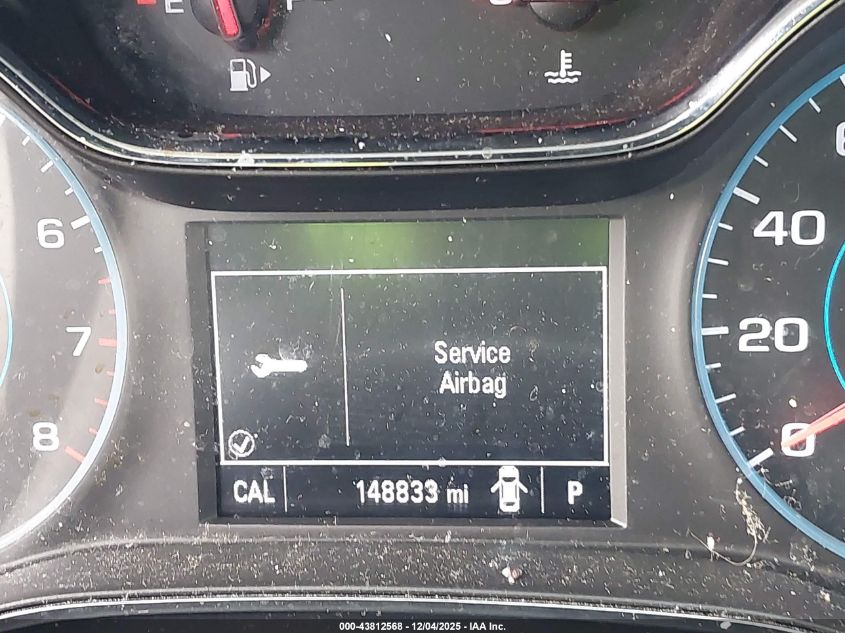 E F
C
6
7
8
Service
Airbag
CAL 148833 mi P
40
20
0
000-43812568 - 12/04/2025 - IAA Inc.